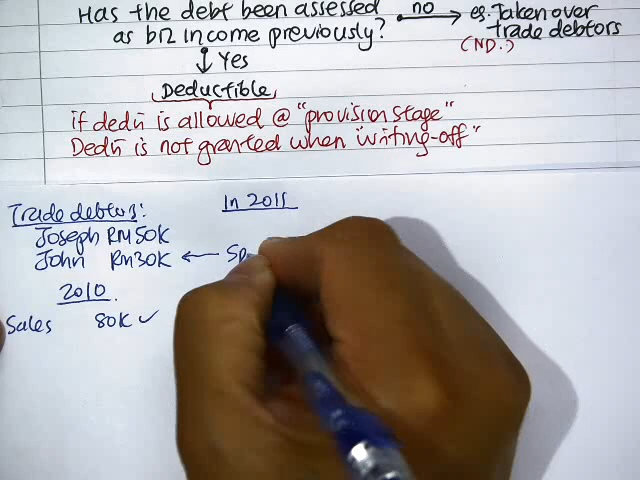 Has the debt been assessed
as biz income previously?
no
eg. Taken over
trade debtors
(ND.)
Yes
Deductible
if dedn̄ is allowed @ "provision stage"
Dedn̄ is not granted when "writing-off"
Trade debtors:
In 2011
Joseph RM50K
John RM30K ← Sp
2010
Sales 80K ✓